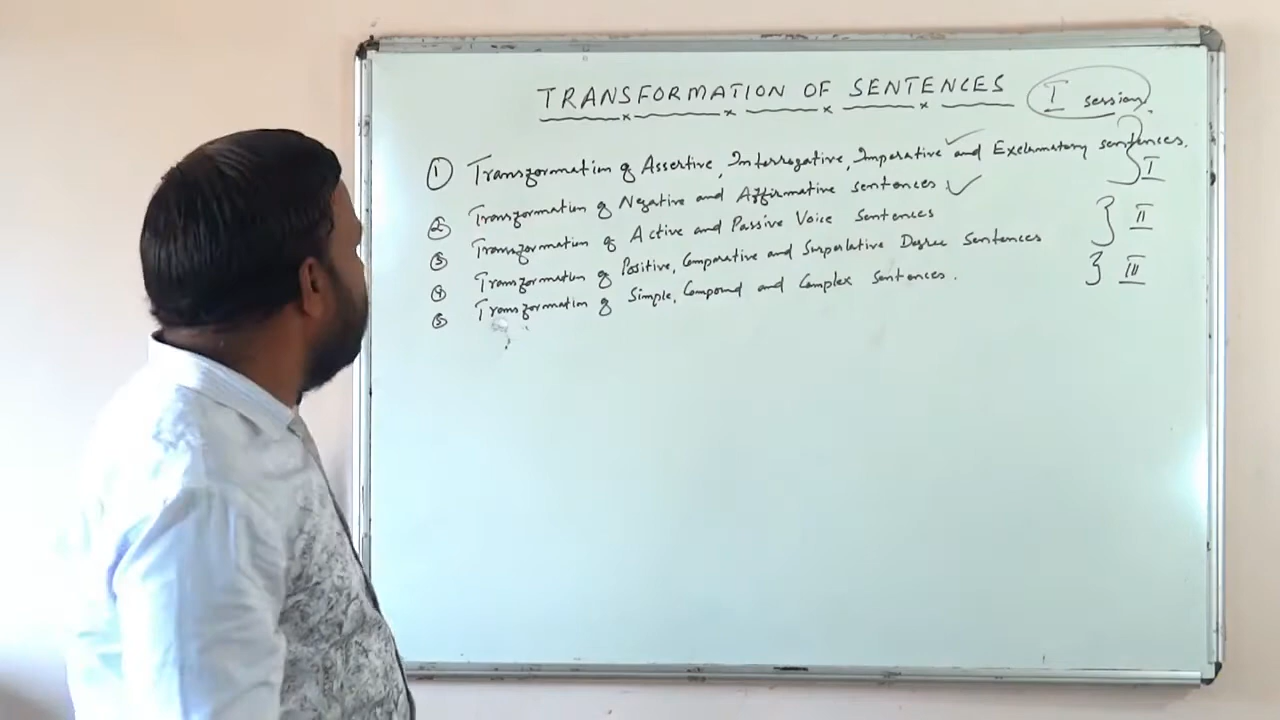 TRANSFORMATION OF SENTENCES I session
① Transformation of Assertive, Interrogative, Imperative ✓ and Exclamatory sentences. } I
② Transformation of Negative and Affirmative sentences ✓
③ Transformation of Active and Passive Voice Sentences } II
④ Transformation of Positive, Comparative and Superlative Degree Sentences
⑤ Transformation of Simple, Compound and Complex Sentences. } III